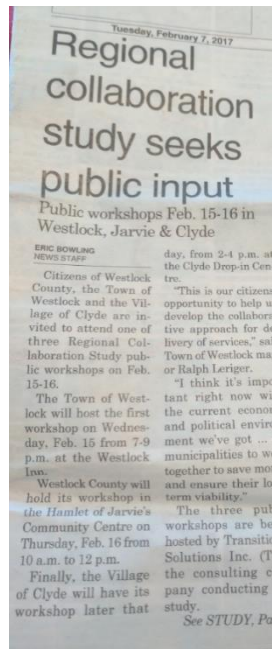 Tuesday, February 7, 2017
Regional
collaboration
study seeks
public input
Public workshops Feb. 15-16 in
Westlock, Jarvie & Clyde
ERIC BOWLING
NEWS STAFF
Citizens of Westlock
County, the Town of
Westlock and the Vil-
lage of Clyde are in-
vited to attend one of
three Regional Col-
laboration Study pub-
lic workshops on Feb.
15-16.
The Town of West-
lock will host the first
workshop on Wednes-
day, Feb. 15 from 7-9
p.m. at the Westlock
Inn.
Westlock County will
hold its workshop in
the Hamlet of Jarvie's
Community Centre on
Thursday, Feb. 16 from
10 a.m. to 12 p.m.
Finally, the Village
of Clyde will have its
workshop later that
day, from 2-4 p.m. at
the Clyde Drop-in Cen
tre.
"This is our citizens
opportunity to help u
develop the collabora
tive approach for de
livery of services," sai
Town of Westlock ma
or Ralph Leriger.
"I think it's impo
tant right now wi
the current econo
and political enviro
ment we've got ...
municipalities to w
together to save mo
and ensure their lo
term viability."
The three pub
workshops are be
hosted by Transitio
Solutions Inc. (T
the consulting c
pany conducting
study.
See STUDY, Pa